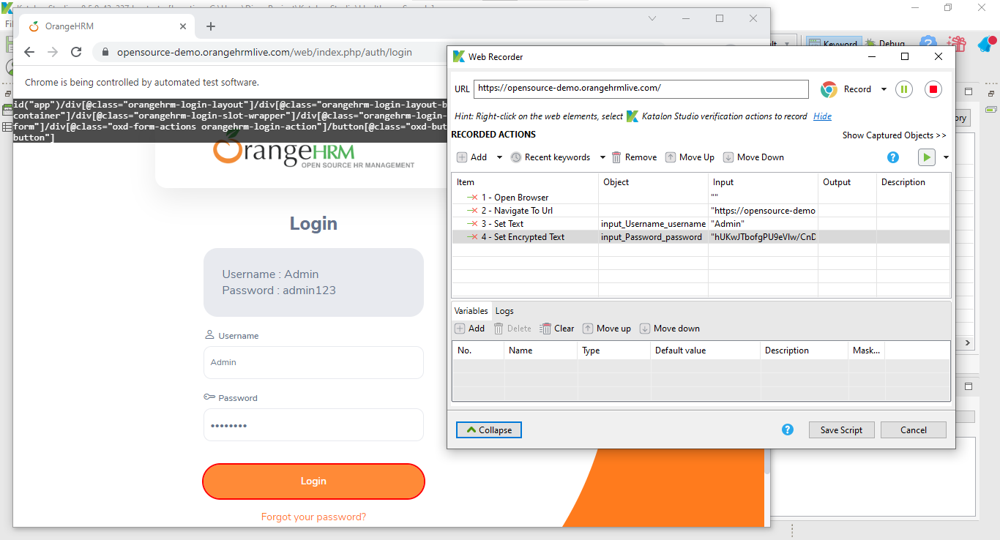 OrangeHRM
opensource-demo.orangehrmlive.com/web/index.php/auth/login
Chrome is being controlled by automated test software.
id("app")/div[@class="orangehrm-login-layout"]/div[@class="orangehrm-login-layout-b
container"]/div[@class="orangehrm-login-slot-wrapper"]/div[@class="orangehrm-login-
form"]/div[@class="oxd-form-actions orangehrm-login-action"]/button[@class="oxd-but
button"]
OrangeHRM
OPEN SOURCE HR MANAGEMENT
Login
Username : Admin
Password : admin123
Username
Admin
Password
••••••••
Login
Forgot your password?
Keyword
Debug
Web Recorder
URL
https://opensource-demo.orangehrmlive.com/
Record
Hint: Right-click on the web elements, select Katalon Studio verification actions to record Hide
RECORDED ACTIONS
Show Captured Objects >>
Add Recent keywords Remove Move Up Move Down
Item Object Input Output Description
1 - Open Browser ""
2 - Navigate To Url "https://opensource-demo
3 - Set Text input_Username_username "Admin"
4 - Set Encrypted Text input_Password_password
Variables Logs
Add Delete Clear Move up Move down
No. Name Type Default value Description Mask...
Collapse
Save Script
Cancel